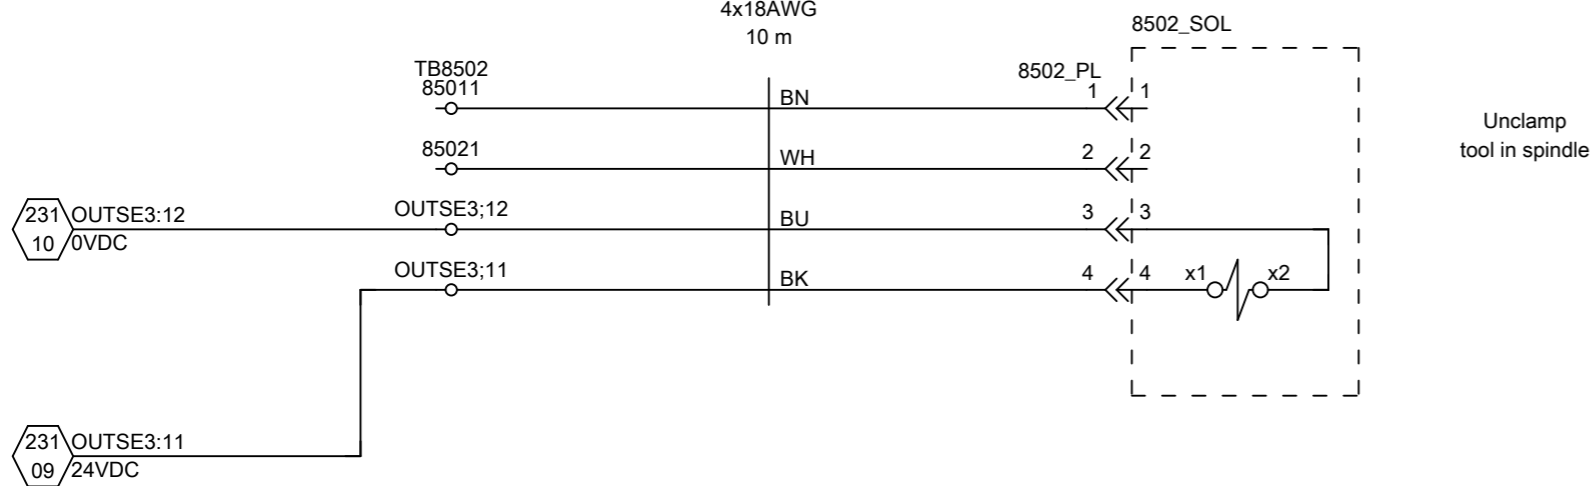 4x18AWG
10 m
8502_SOL
TB8502
85011
BN
8502_PL
1
1
Unclamp
tool in spindle
85021
WH
2
2
231
10
OUTSE3:12
0VDC
OUTSE3;12
BU
3
3
OUTSE3;11
BK
4
4
x1
x2
231
09
OUTSE3:11
24VDC